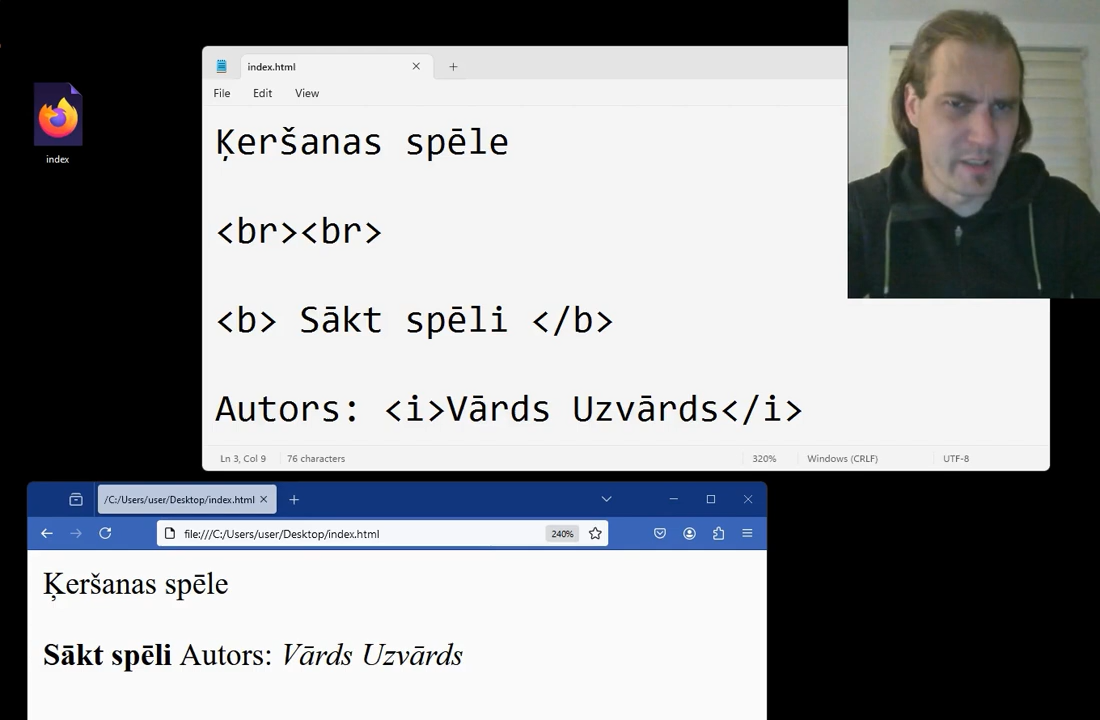 index
index.html
File Edit View
Ķeršanas spēle
<br><br>
<b> Sākt spēli </b>
Autors: <i>Vārds Uzvārds</i>
Ln 3, Col 9 76 characters 320% Windows (CRLF) UTF-8
/C:/Users/user/Desktop/index.html
file:///C:/Users/user/Desktop/index.html 240%
Ķeršanas spēle
Sākt spēli Autors: Vārds Uzvārds